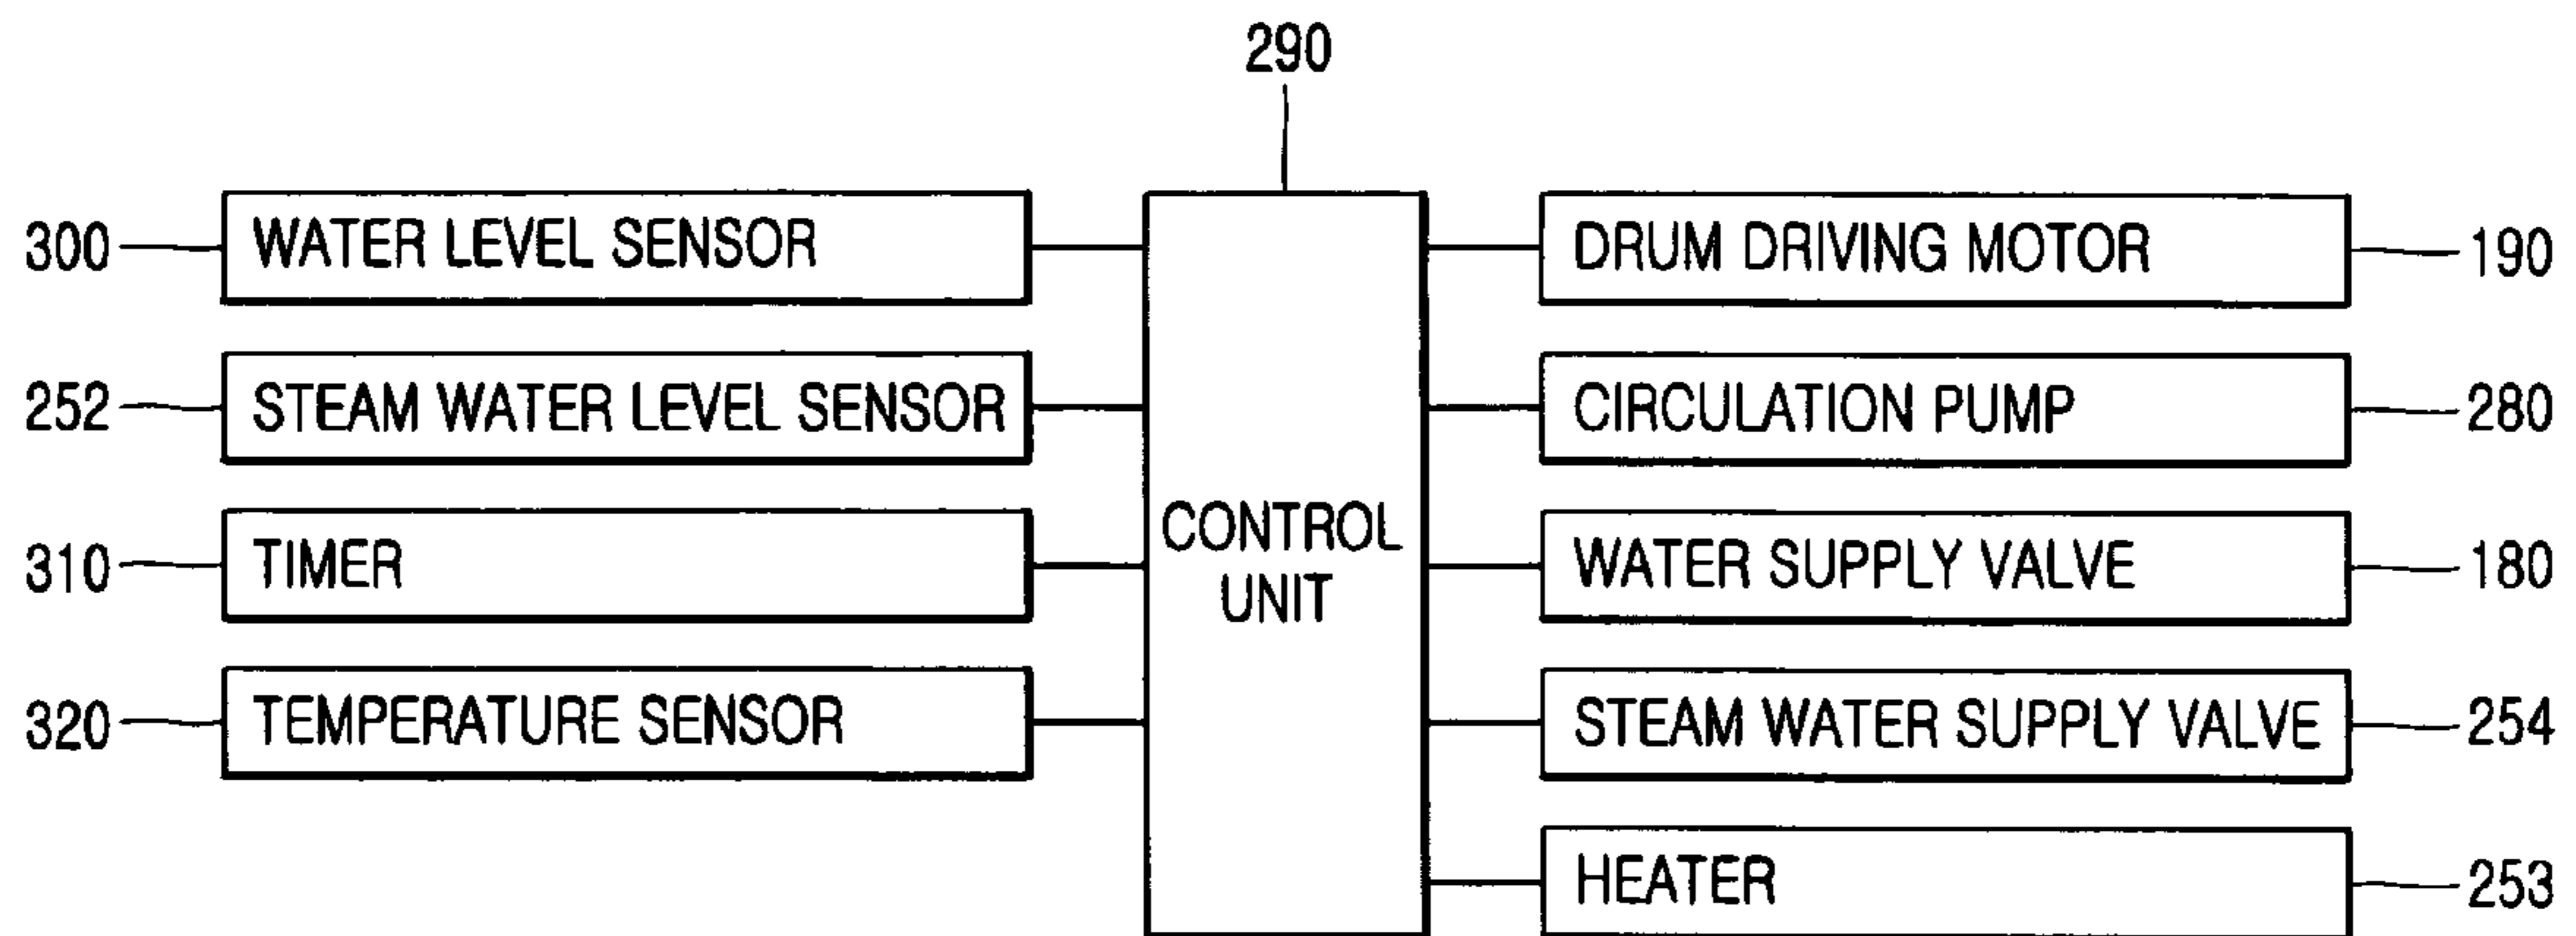 290
300 WATER LEVEL SENSOR DRUM DRIVING MOTOR 190
252 STEAM WATER LEVEL SENSOR CIRCULATION PUMP 280
CONTROL
UNIT
310 TIMER WATER SUPPLY VALVE 180
320 TEMPERATURE SENSOR STEAM WATER SUPPLY VALVE 254
HEATER 253